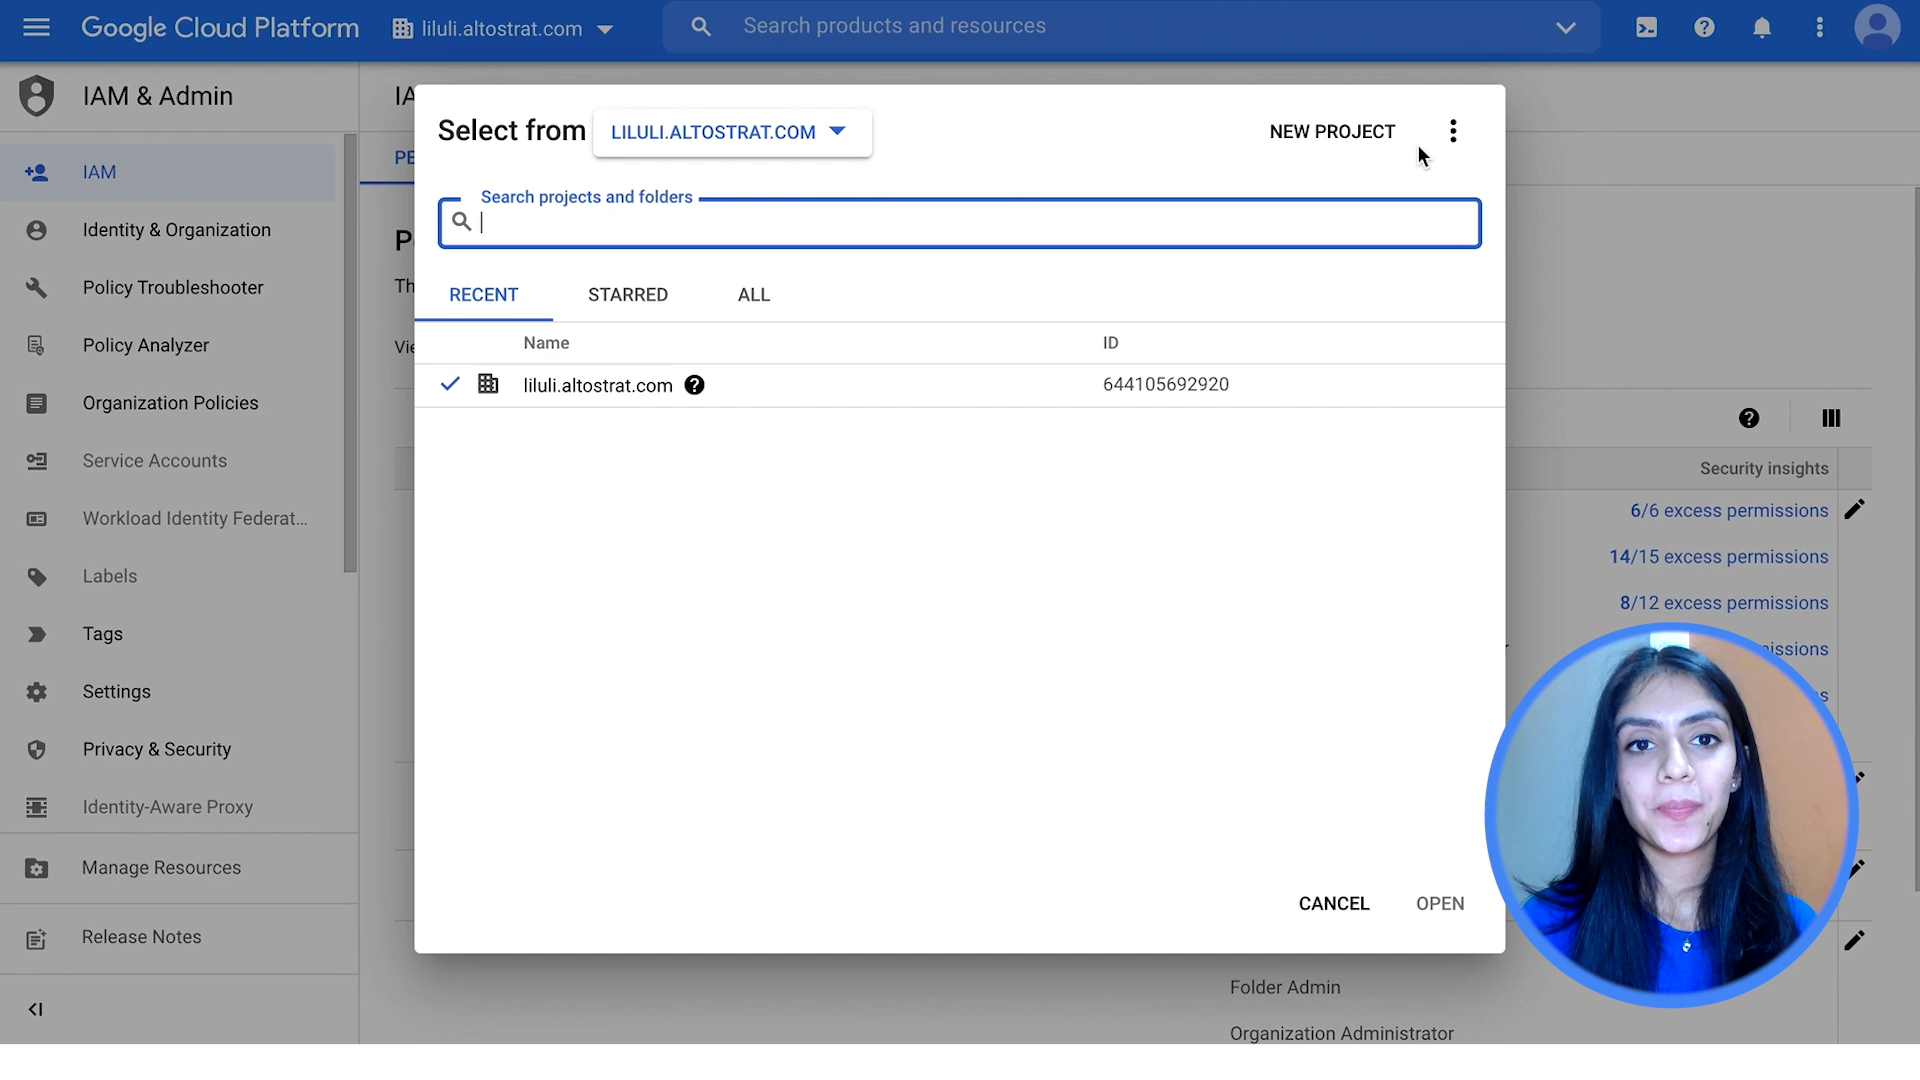 Google Cloud Platform
liluli.altostrat.com
Search products and resources
IAM & Admin
IA
Select from
LILULI.ALTOSTRAT.COM
NEW PROJECT
IAM
PE
Search projects and folders
Identity & Organization
P
Policy Troubleshooter
Th
RECENT
STARRED
ALL
Policy Analyzer
Vie
Name
ID
liluli.altostrat.com
644105692920
Organization Policies
Service Accounts
Security insights
Workload Identity Federat...
6/6 excess permissions
14/15 excess permissions
Labels
8/12 excess permissions
Tags
issions
Settings
s
Privacy & Security
Identity-Aware Proxy
Manage Resources
CANCEL
OPEN
Release Notes
Folder Admin
Organization Administrator